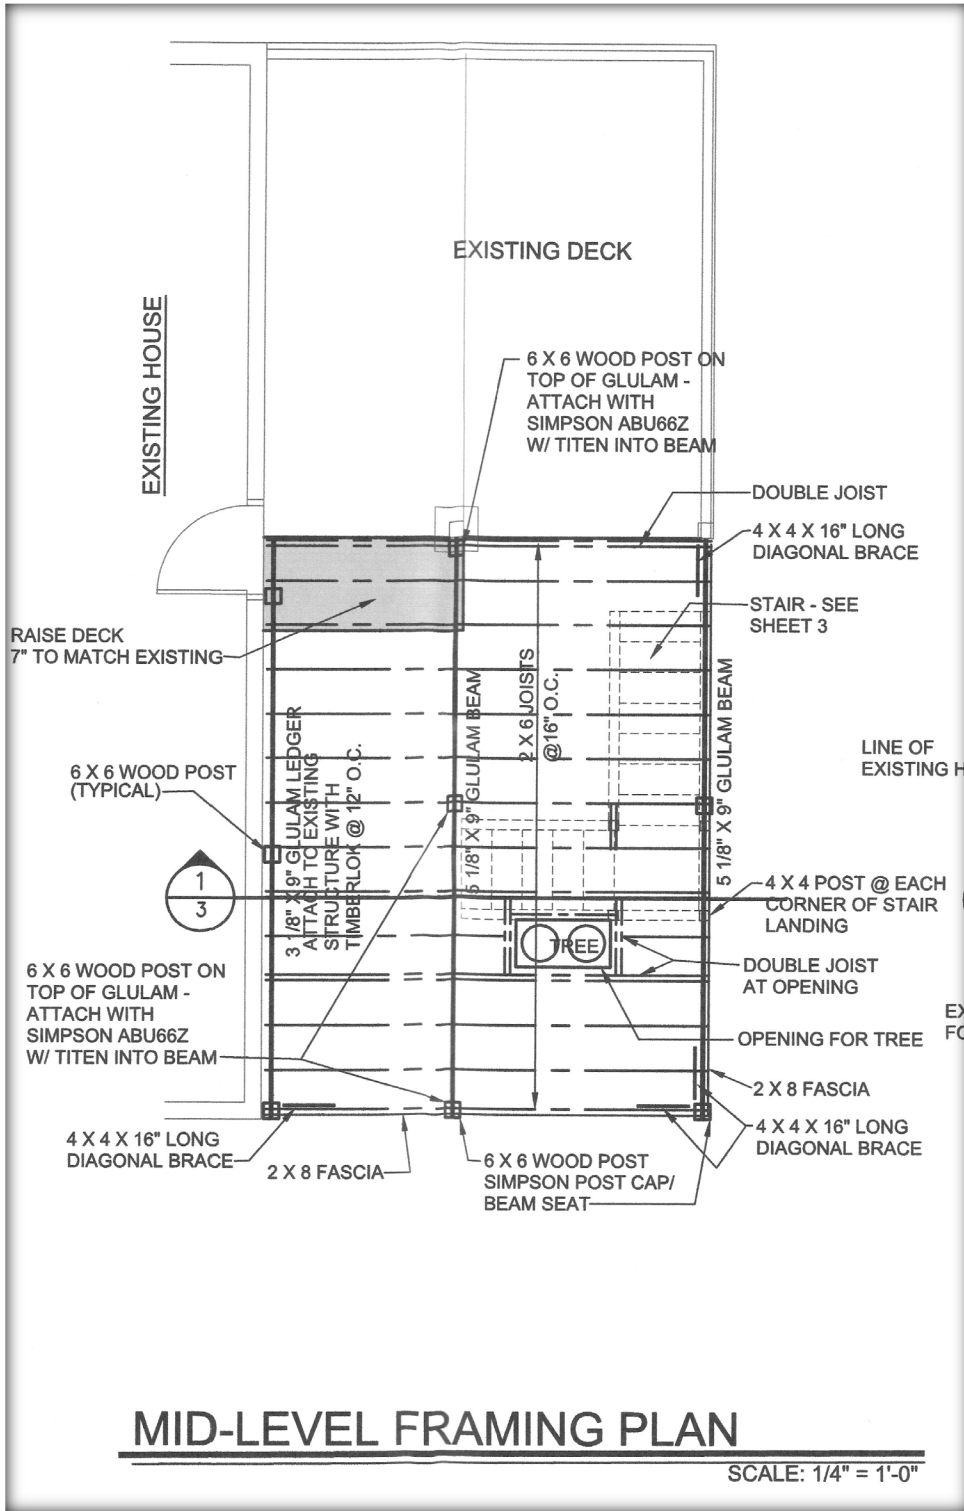 EXISTING DECK
EXISTING HOUSE
6 X 6 WOOD POST ON
TOP OF GLULAM -
ATTACH WITH
SIMPSON ABU66Z
W/ TITEN INTO BEAM
DOUBLE JOIST
4 X 4 X 16" LONG
DIAGONAL BRACE
STAIR - SEE
SHEET 3
RAISE DECK
7" TO MATCH EXISTING
2 X 6 JOISTS
@16" O.C.
5 1/8" X 9" GLULAM BEAM
5 1/8" X 9" GLULAM BEAM
LINE OF
EXISTING H
6 X 6 WOOD POST
(TYPICAL)
3 1/8" X 9" GLULAM LEDGER
ATTACH TO EXISTING
STRUCTURE WITH
TIMBERLOK @ 12" O.C.
1
3
4 X 4 POST @ EACH
CORNER OF STAIR
LANDING
TREE
6 X 6 WOOD POST ON
TOP OF GLULAM -
ATTACH WITH
SIMPSON ABU66Z
W/ TITEN INTO BEAM
DOUBLE JOIST
AT OPENING
EX
FO
OPENING FOR TREE
2 X 8 FASCIA
4 X 4 X 16" LONG
DIAGONAL BRACE
4 X 4 X 16" LONG
DIAGONAL BRACE
2 X 8 FASCIA
6 X 6 WOOD POST
SIMPSON POST CAP/
BEAM SEAT
MID-LEVEL FRAMING PLAN
SCALE: 1/4" = 1'-0"